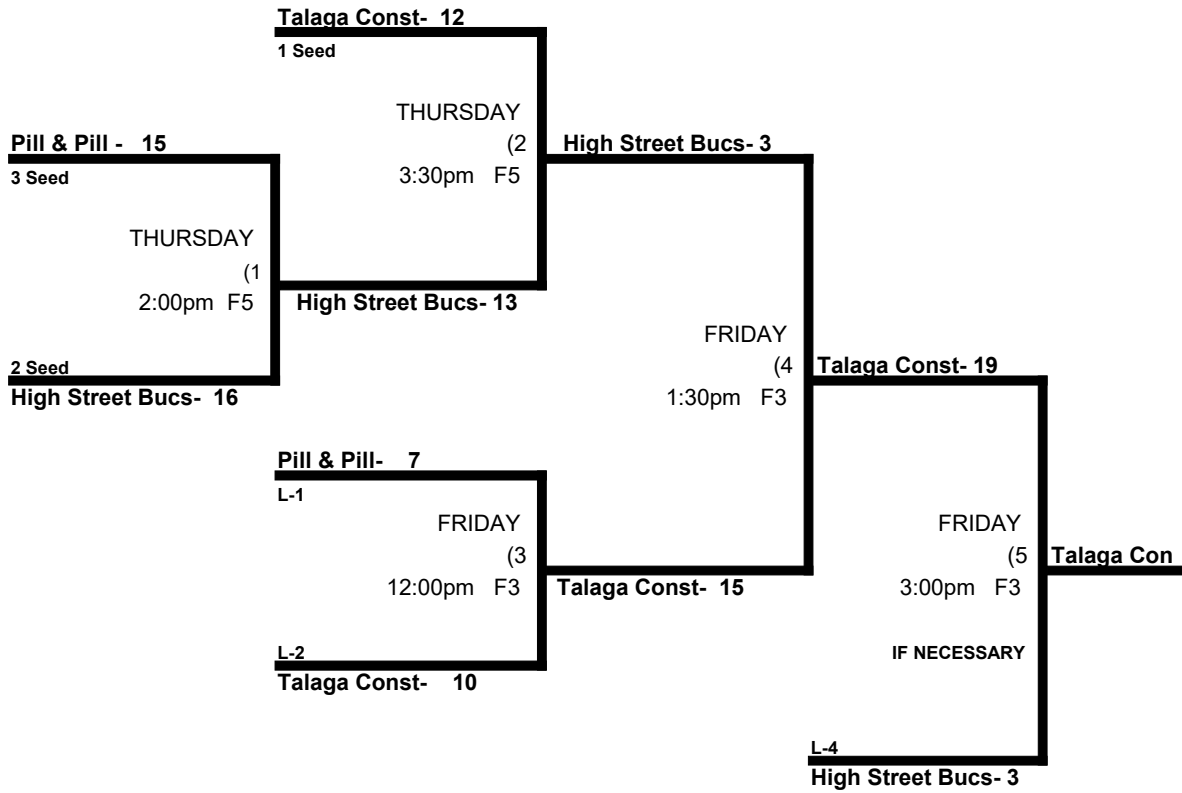 Talaga Const- 12
1 Seed
THURSDAY
(2
3:30pm F5
Pill & Pill - 15
3 Seed
High Street Bucs- 3
THURSDAY
(1
2:00pm F5
High Street Bucs- 13
2 Seed
High Street Bucs- 16
FRIDAY
(4
1:30pm F3
Talaga Const- 19
Pill & Pill- 7
L-1
FRIDAY
(3
12:00pm F3
Talaga Const- 15
L-2
Talaga Const- 10
FRIDAY
(5
3:00pm F3
Talaga Con
IF NECESSARY
L-4
High Street Bucs- 3